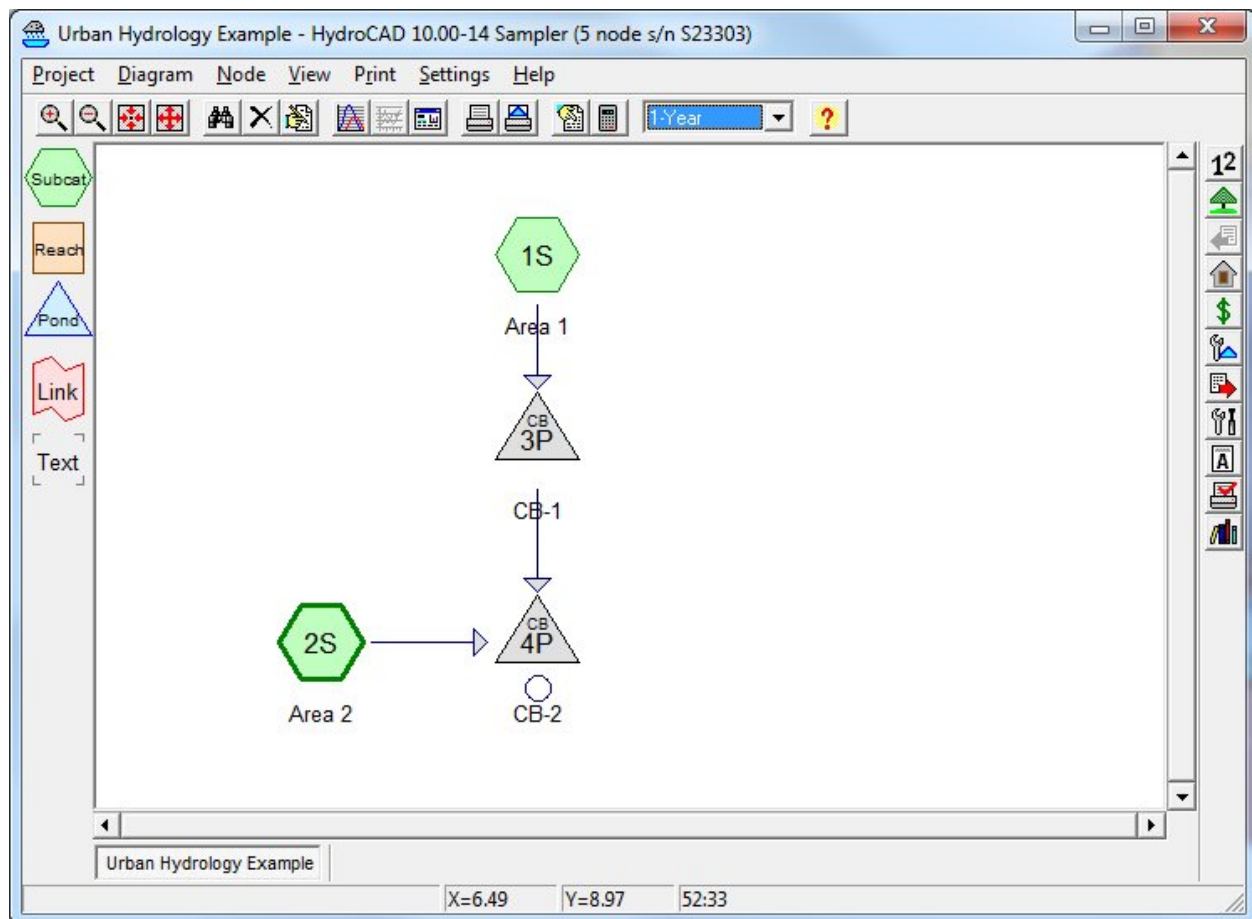 Urban Hydrology Example - HydroCAD 10.00-14 Sampler (5 node s/n S23303)
Project Diagram Node View Print Settings Help
1-Year
?
Subcat
Reach
Pond
Link
Text
1S
Area 1
CB
3P
CB-1
2S
Area 2
CB
4P
CB-2
12
$
A
Urban Hydrology Example
X=6.49 Y=8.97 52:33